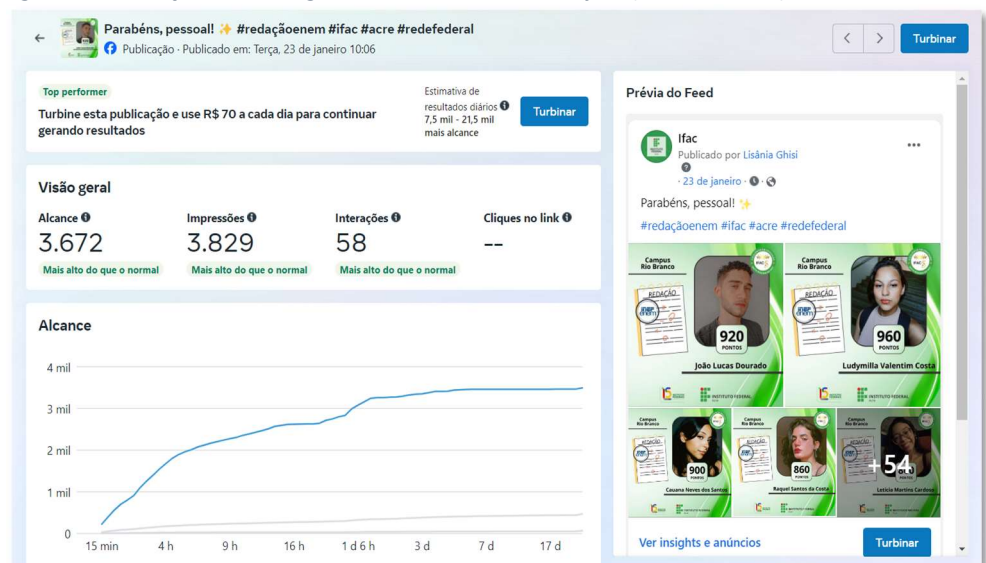 Parabéns, pessoal! ✨ #redaçãoenem #ifac #acre #redefederal
Publicação · Publicado em: Terça, 23 de janeiro 10:06
Turbinar
Top performer
Turbine esta publicação e use R$ 70 a cada dia para continuar
gerando resultados
Estimativa de
resultados diários
7,5 mil - 21,5 mil
mais alcance
Turbinar
Visão geral
Alcance
Impressões
Interações
Cliques no link
3.672
3.829
58
--
Mais alto do que o normal
Mais alto do que o normal
Mais alto do que o normal
Alcance
4 mil
3 mil
2 mil
1 mil
0
15 min
4 h
9 h
16 h
1 d 6 h
3 d
7 d
17 d
Prévia do Feed
Ifac
Publicado por Lisânia Ghisi
· 23 de janeiro ·
Parabéns, pessoal! ✨
#redaçãoenem #ifac #acre #redefederal
Campus
Rio Branco
REDAÇÃO
enem
920
PONTOS
João Lucas Dourado
INSTITUTO FEDERAL
Campus
Rio Branco
REDAÇÃO
enem
960
PONTOS
Ludymilla Valentim Costa
INSTITUTO FEDERAL
Campus
Rio Branco
REDAÇÃO
900
PONTOS
Cauana Neves dos Santos
Campus
Rio Branco
REDAÇÃO
860
PONTOS
Raquel Santos da Costa
Campus
Rio Branco
REDAÇÃO
+54
Letícia Martins Cardoso
Ver insights e anúncios
Turbinar